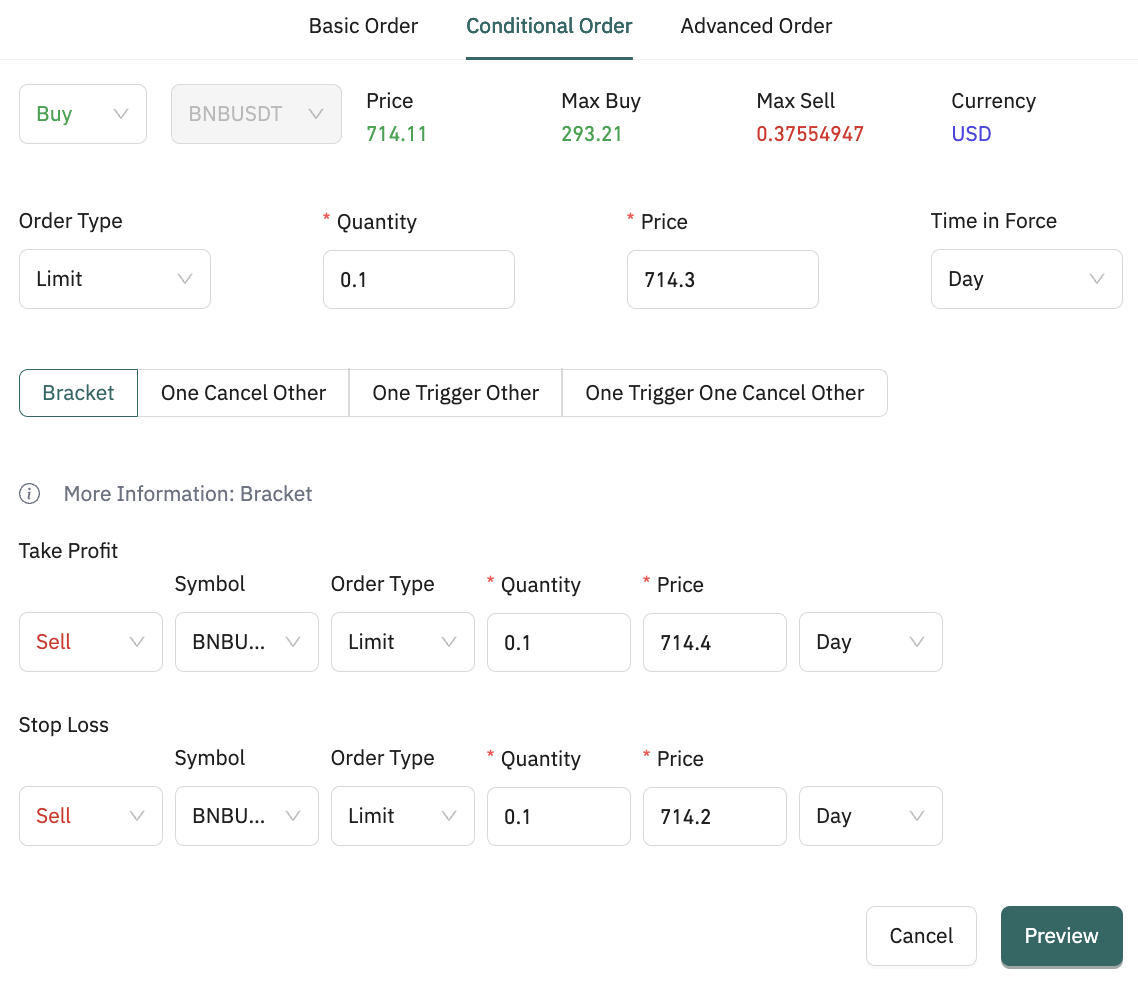 Basic Order Conditional Order Advanced Order
Buy BNBUSDT Price Max Buy Max Sell Currency
714.11 293.21 0.37554947 USD
Order Type * Quantity * Price Time in Force
Limit 0.1 714.3 Day
Bracket One Cancel Other One Trigger Other One Trigger One Cancel Other
More Information: Bracket
Take Profit
Symbol Order Type * Quantity * Price
Sell BNBU... Limit 0.1 714.4 Day
Stop Loss
Symbol Order Type * Quantity * Price
Sell BNBU... Limit 0.1 714.2 Day
Cancel Preview